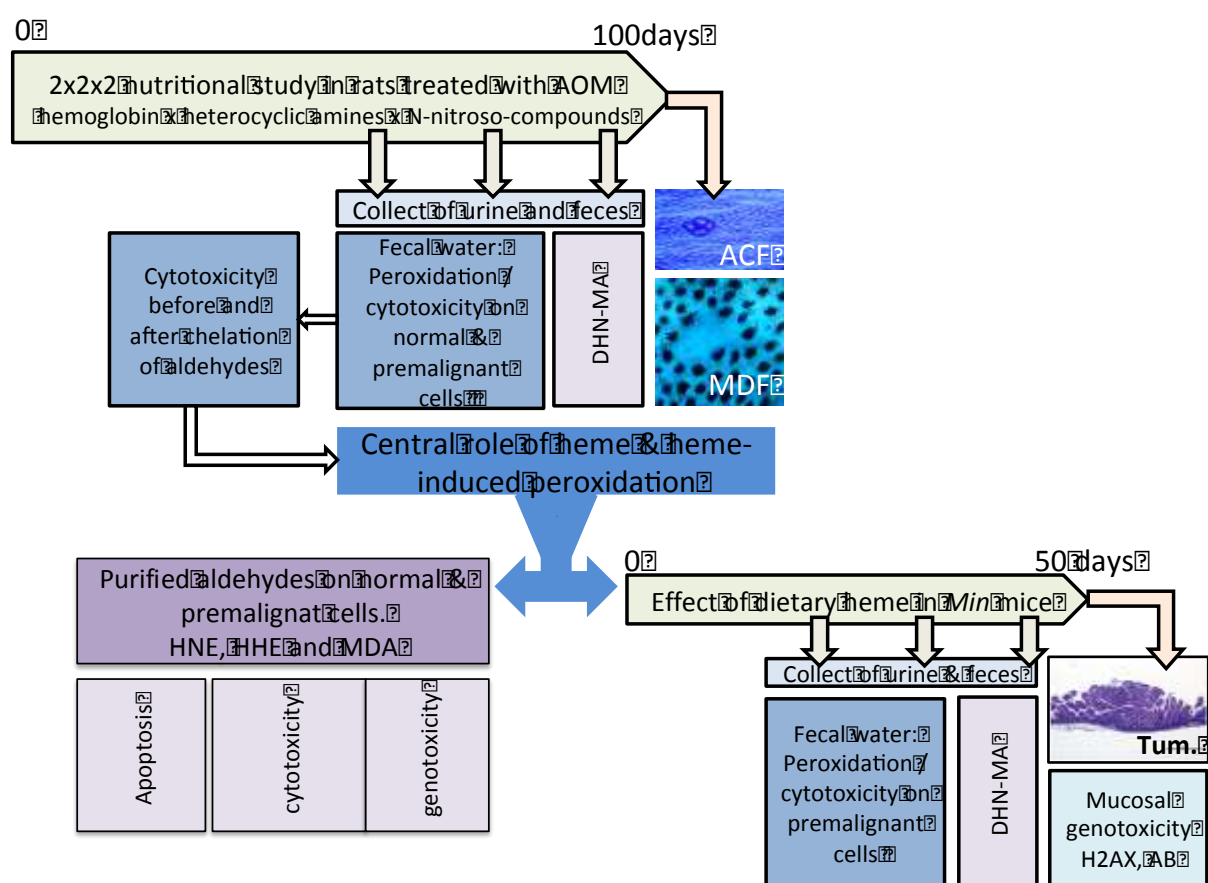 0
100days
2x2x2 nutritional study in rats treated with AOM
hemoglobin x heterocyclic amines x N-nitroso-compounds
Collect of urine and feces
Cytotoxicity
before and
after chelation
of aldehydes
Fecal water:
Peroxidation /
cytotoxicity on
normal &
premalignant
cells
DHN-MA
ACF
MDF
Central role of heme & heme-
induced peroxidation
Purified aldehydes on normal &
premalignat cells.
HNE, HHE and MDA
Apoptosis
cytotoxicity
genotoxicity
0
50 days
Effect of dietary heme in Min mice
Collect of urine & feces
Fecal water:
Peroxidation /
cytotoxicity on
premalignant
cells
DHN-MA
Tum.
Mucosal
genotoxicity
H2AX, AB